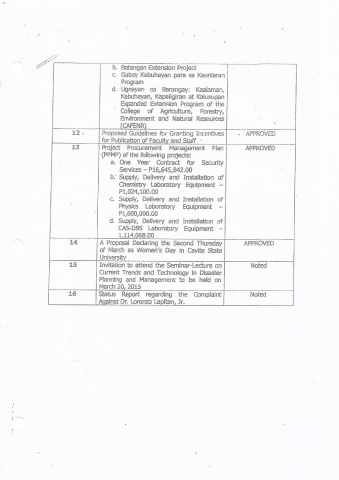 b. Batangan Extension Project
c. Gabay Kabuhayan para sa Kaunlaran
Program
d. Ugnayan sa Barangay: Kaalaman,
Kabuhayan, Kapaligiran at Kalusugan
Expanded Extension Program of the
College of Agriculture, Forestry,
Environment and Natural Resources
(CAFENR)
12 Proposed Guidelines for Granting Incentives APPROVED
for Publication of Faculty and Staff
13 Project Procurement Management Plan APPROVED
(PPMP) of the following projects:
a. One Year Contract for Security
Services – P16,645,842.00
b. Supply, Delivery and Installation of
Chemistry Laboratory Equipment –
P1,024,100.00
c. Supply, Delivery and Installation of
Physics Laboratory Equipment –
P1,600,000.00
d. Supply, Delivery and Installation of
CAS-DBS Laboratory Equipment –
1,114,068.00
14 A Proposal Declaring the Second Thursday APPROVED
of March as Women's Day in Cavite State
University
15 Invitation to attend the Seminar-Lecture on Noted
Current Trends and Technology in Disaster
Planning and Management to be held on
March 20, 2015
16 Status Report regarding the Complaint Noted
Against Dr. Lorenzo Lapitan, Jr.